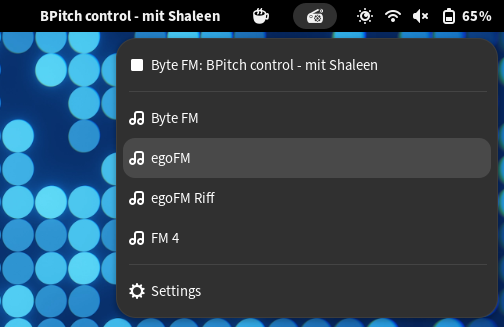 BPitch control - mit Shaleen
65%
Byte FM: BPitch control - mit Shaleen
Byte FM
egoFM
egoFM Riff
FM 4
Settings